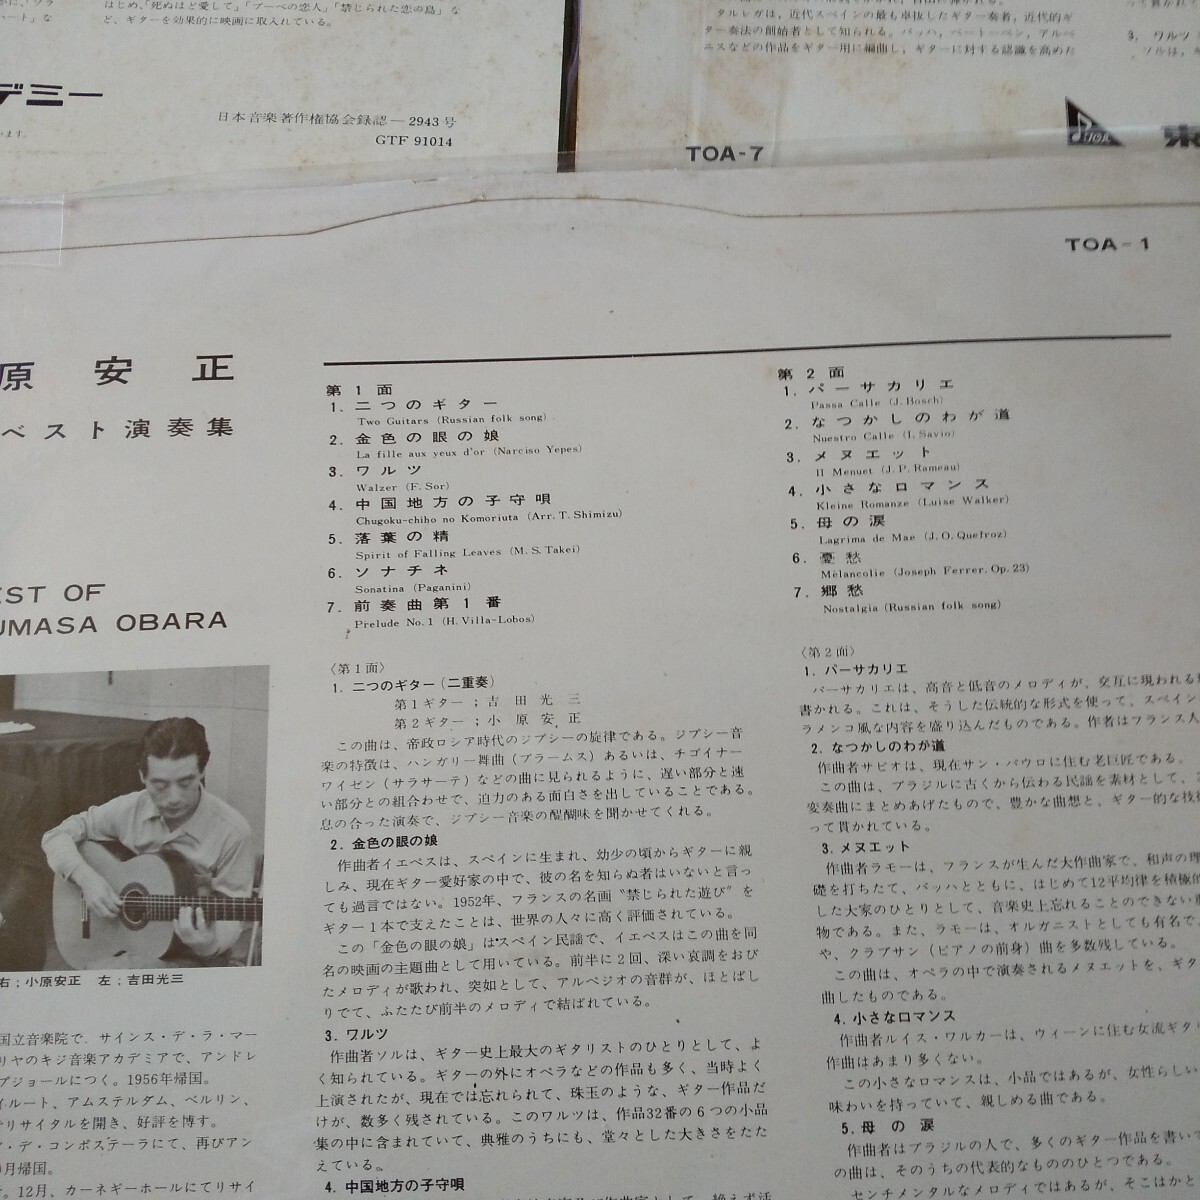 はじめ、「死ぬほど愛して」「ブーベの恋人」「禁じられた恋の島」な
ど、ギターを効果的に映画に取入れている。
デミー
日本音楽著作権協会録認—2943号
GTF 91014
タルレガは、近代スペインの最も卓抜したギター奏者，近代的ギ
ター奏法の創始者として知られる。バッハ，ベートーベン，アルベ
ニスなどの作品をギター用に編曲し，ギターに対する認識を高めた
3. ワルツ
ソルは，
TOA-7
TOA
東
TOA-1
原 安 正
ベスト演奏集
EST OF
UMASA OBARA
右；小原安正 左；吉田光三
国立音楽院で、サインス・デ・ラ・マー
リヤのキジ音楽アカデミアで、アンドレ
プジョールにつく。1956年帰国。
イルート、アムステルダム、ベルリン、
でリサイタルを開き、好評を博す。
ア・デ・コンポステーラにて、再びアン
月帰国。
。12月、カーネギーホールにてリサイ
第1面
1. 二つのギター
Two Guitars (Russian folk song)
2. 金色の眼の娘
La fille aux yeux d'or (Narciso Yepes)
3. ワルツ
Walzer (F. Sor)
4. 中国地方の子守唄
Chugoku-chiho no Komoriuta (Arr. T. Shimizu)
5. 落葉の精
Spirit of Falling Leaves (M. S. Takei)
6. ソナチネ
Sonatina (Paganini)
7. 前奏曲第1番
Prelude No. 1 (H. Villa-Lobos)
第2面
1. パーサカリエ
Passa Calle (J. Bosch)
2. なつかしのわが道
Nuestro Calle (I. Savio)
3. メヌエット
II Menuet (J. P. Rameau)
4. 小さなロマンス
Kleine Romanze (Luise Walker)
5. 母の涙
Lagrima de Mae (J. O. Queiroz)
6. 憂愁
Mèlancolie (Joseph Ferrer. Op. 23)
7. 郷愁
Nostalgia (Russian folk song)
〈第1面〉
1. 二つのギター（二重奏）
第1ギター；吉田光三
第2ギター；小原安正
この曲は、帝政ロシア時代のジプシーの旋律である。ジプシー音
楽の特徴は、ハンガリー舞曲（ブラームス）あるいは、チゴイナー
ワイゼン（サラサーテ）などの曲に見られるように、遅い部分と速
い部分との組合わせで、迫力のある面白さを出していることである。
息の合った演奏で、ジプシー音楽の醍醐味を聞かせてくれる。
2. 金色の眼の娘
作曲者イエペスは、スペインに生まれ、幼少の頃からギターに親
しみ、現在ギター愛好家の中で、彼の名を知らぬ者はいないと言っ
ても過言ではない。1952年、フランスの名画〝禁じられた遊び〟を
ギター1本で支えたことは、世界の人々に高く評価されている。
この「金色の眼の娘」はスペイン民謡で、イエペスはこの曲を同
名の映画の主題曲として用いている。前半に2回、深い哀調をおび
たメロディが歌われ、突如として、アルペジオの音群が、ほとばし
りでて、ふたたび前半のメロディで結ばれている。
3. ワルツ
作曲者ソルは、ギター史上最大のギタリストのひとりとして、よ
く知られている。ギターの外にオペラなどの作品も多く、当時よく
上演されたが、現在では忘れられて、珠玉のような、ギター作品だ
けが、数多く残されている。このワルツは、作品32番の6つの小品
集の中に含まれていて、典雅のうちにも、堂々とした大きさをたた
えている。
4. 中国地方の子守唄
〈第2面〉
1. パーサカリエ
パーサカリエは、高音と低音のメロディが、交互に現われる
書かれる。これは、そうした伝統的な形式を使って、スペイン
ラメンコ風な内容を盛り込んだものである。作者はフランス人
2. なつかしのわが道
作曲者サビオは、現在サン・パウロに住む老巨匠である。
この曲は、ブラジルに古くから伝わる民謡を素材として、
変奏曲にまとめあげたもので、豊かな曲想と、ギター的な技
って貫かれている。
3. メヌエット
作曲者ラモーは、フランスが生んだ大作曲家で、和声の理
礎を打ちたて、バッハとともに、はじめて12平均律を積極的
した大家のひとりとして、音楽史上忘れることのできない
物である。また、ラモーは、オルガニストとしても有名で、
や、クラブサン（ピアノの前身）曲を多数残している。
この曲は、オペラの中で演奏されるメヌエットを、ギタ
曲したものである。
4. 小さなロマンス
作曲者ルイス・ワルカーは、ウィーンに住む女流ギタリ
作曲はあまり多くない。
この小さなロマンスは、小品ではあるが、女性らしい
味わいを持っていて、親しめる曲である。
5. 母の涙
作曲者はブラジルの人で、多くのギター作品を書いて
の曲は、そのうちの代表的なもののひとつである。
センチメンタルなメロディではあるが、そこはかと